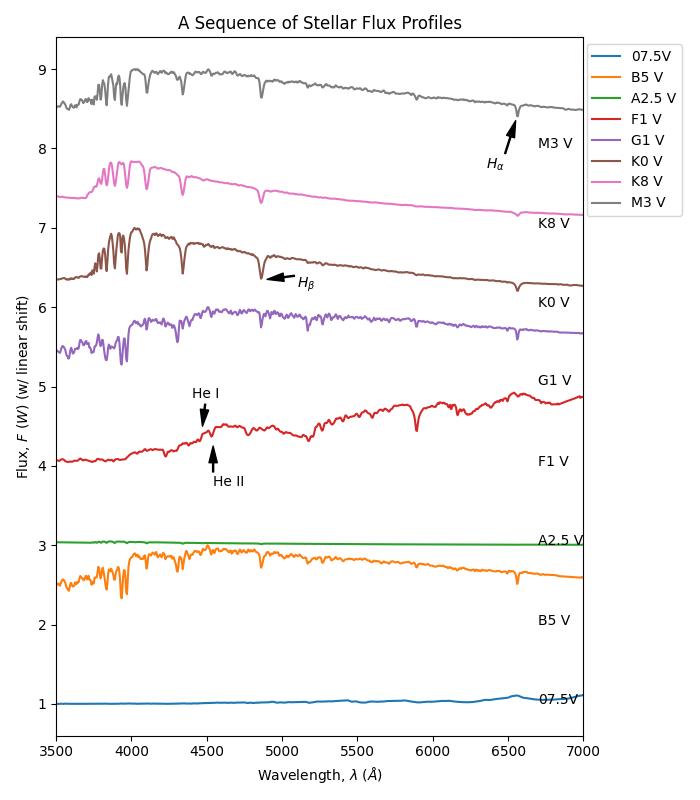 A Sequence of Stellar Flux Profiles
Flux, F (W) (w/ linear shift)
9
8
7
6
5
4
3
2
1
3500 4000 4500 5000 5500 6000 6500 7000
Wavelength, λ (Å)
Hα
Hβ
He I
He II
M3 V
K8 V
K0 V
G1 V
F1 V
A2.5 V
B5 V
07.5V
07.5V
B5 V
A2.5 V
F1 V
G1 V
K0 V
K8 V
M3 V